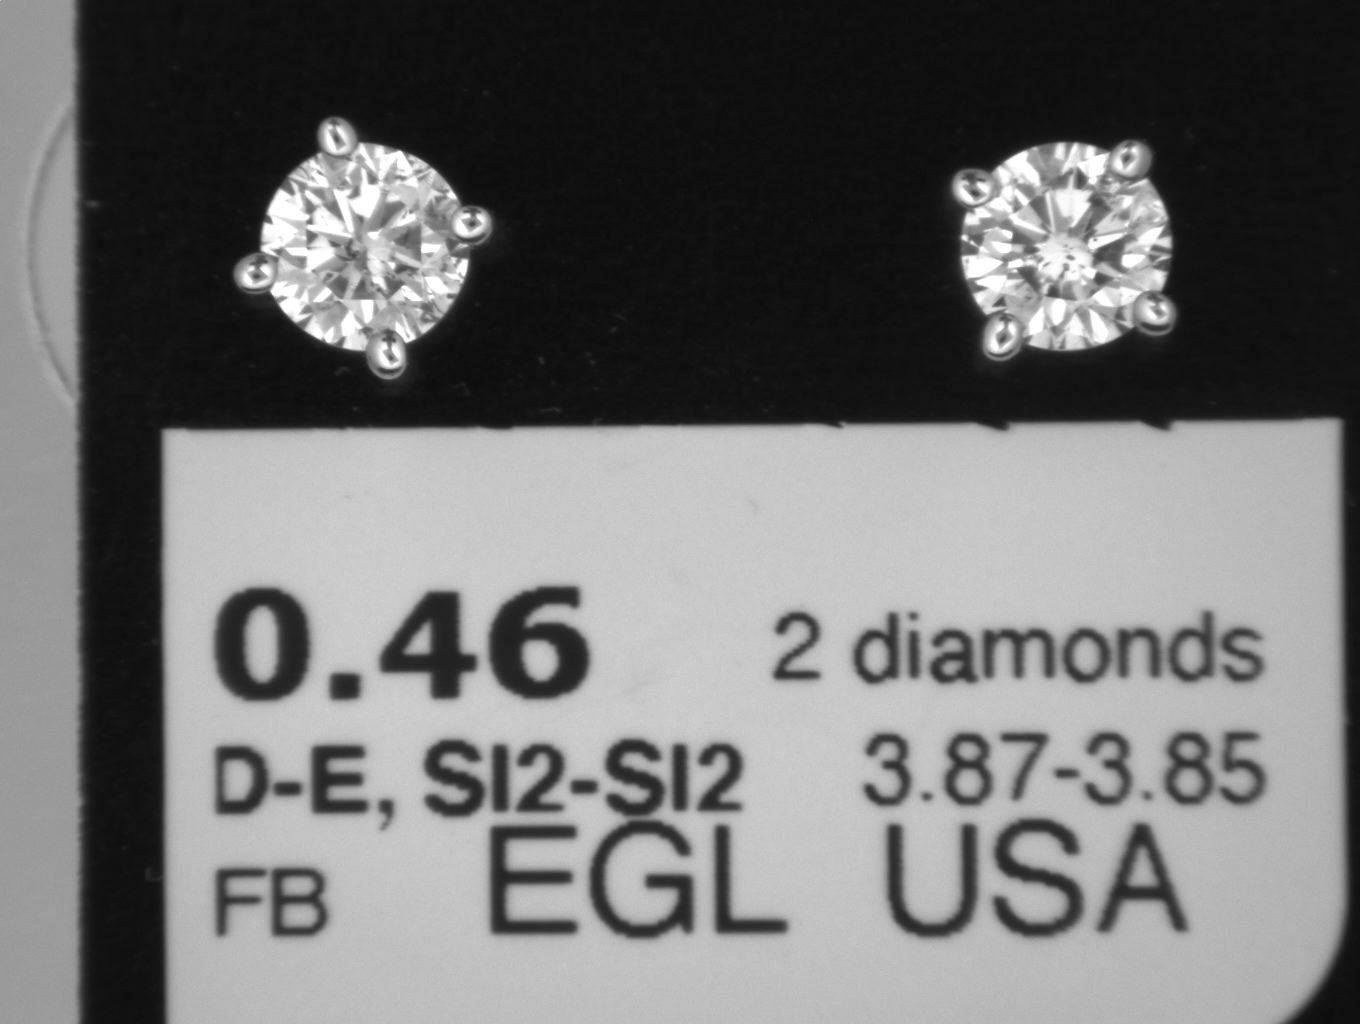 0.46 2 diamonds
D-E, SI2-SI2 3.87-3.85
FB EGL USA